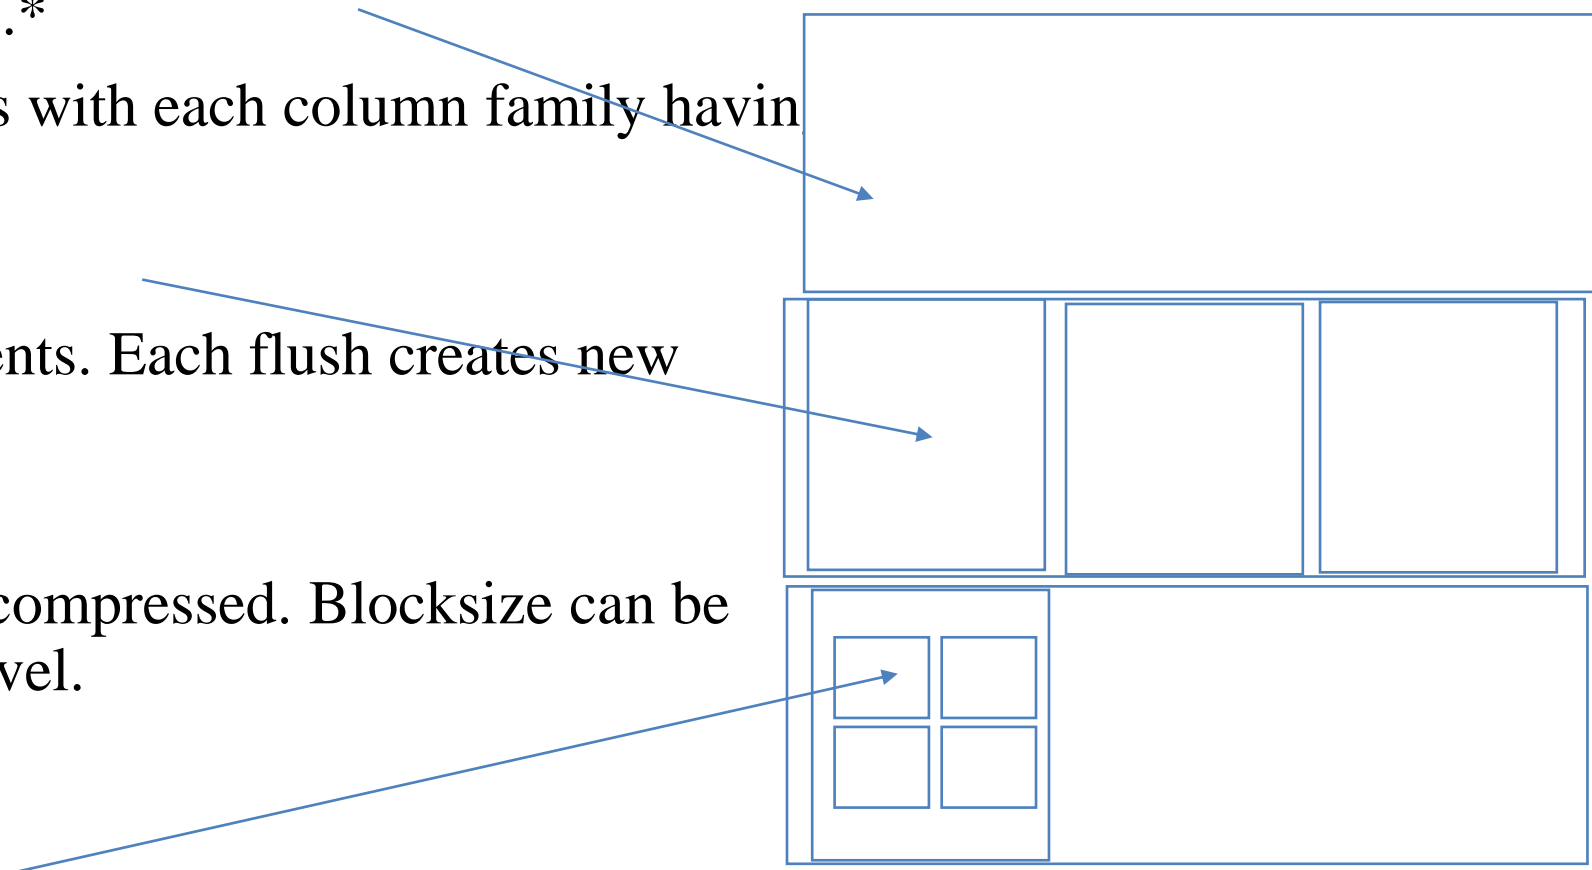 .*
s with each column family havin
ents. Each flush creates new
compressed. Blocksize can be
vel.